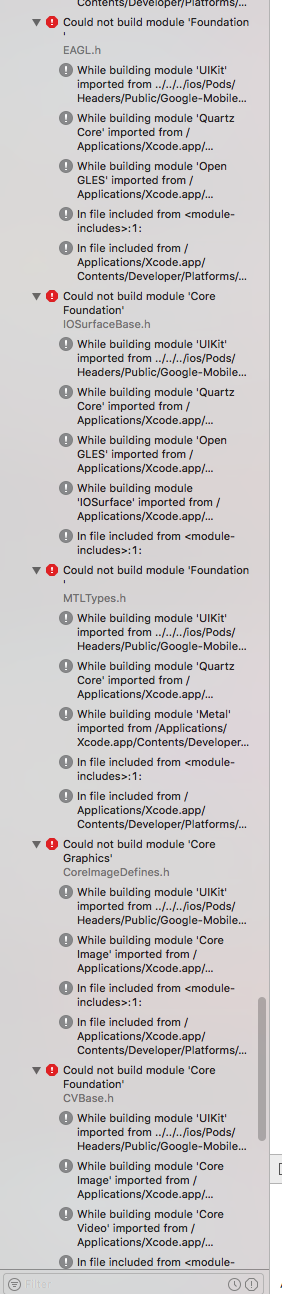 Contents/Developer/Platforms/...
Could not build module 'Foundation
'
EAGL.h
While building module 'UIKit'
imported from ../../../ios/Pods/
Headers/Public/Google-Mobile...
While building module 'Quartz
Core' imported from /
Applications/Xcode.app/...
While building module 'Open
GLES' imported from /
Applications/Xcode.app/...
In file included from <module-
includes>:1:
In file included from /
Applications/Xcode.app/
Contents/Developer/Platforms/...
Could not build module 'Core
Foundation'
IOSurfaceBase.h
While building module 'UIKit'
imported from ../../../ios/Pods/
Headers/Public/Google-Mobile...
While building module 'Quartz
Core' imported from /
Applications/Xcode.app/...
While building module 'Open
GLES' imported from /
Applications/Xcode.app/...
While building module
'IOSurface' imported from /
Applications/Xcode.app/...
In file included from <module-
includes>:1:
Could not build module 'Foundation
'
MTLTypes.h
While building module 'UIKit'
imported from ../../../ios/Pods/
Headers/Public/Google-Mobile...
While building module 'Quartz
Core' imported from /
Applications/Xcode.app/...
While building module 'Metal'
imported from /Applications/
Xcode.app/Contents/Developer...
In file included from <module-
includes>:1:
In file included from /
Applications/Xcode.app/
Contents/Developer/Platforms/...
Could not build module 'Core
Graphics'
CoreImageDefines.h
While building module 'UIKit'
imported from ../../../ios/Pods/
Headers/Public/Google-Mobile...
While building module 'Core
Image' imported from /
Applications/Xcode.app/...
In file included from <module-
includes>:1:
In file included from /
Applications/Xcode.app/
Contents/Developer/Platforms/...
Could not build module 'Core
Foundation'
CVBase.h
While building module 'UIKit'
imported from ../../../ios/Pods/
Headers/Public/Google-Mobile...
While building module 'Core
Image' imported from /
Applications/Xcode.app/...
While building module 'Core
Video' imported from /
Applications/Xcode.app/...
In file included from <module-
Filter